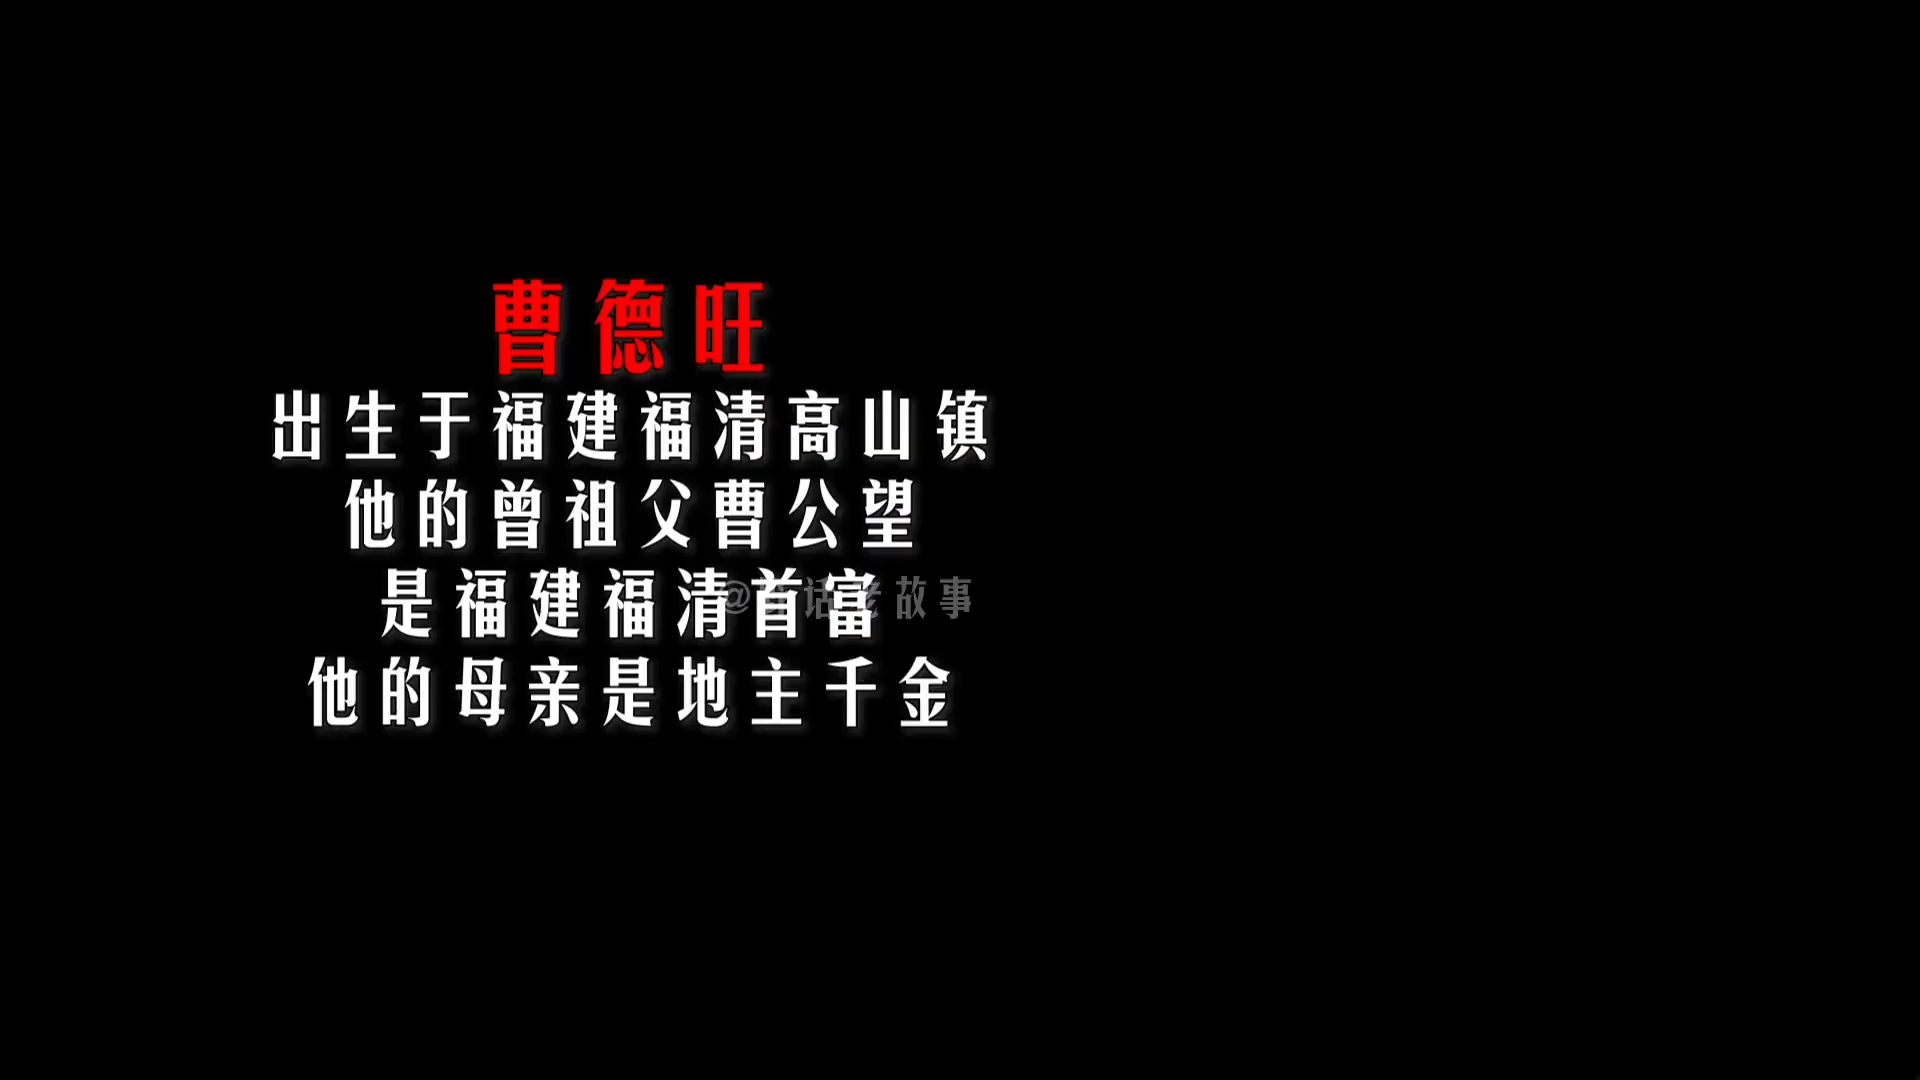 曹德旺
出生于福建福清高山镇
他的曾祖父曹公望
是福建福清首富
他的母亲是地主千金